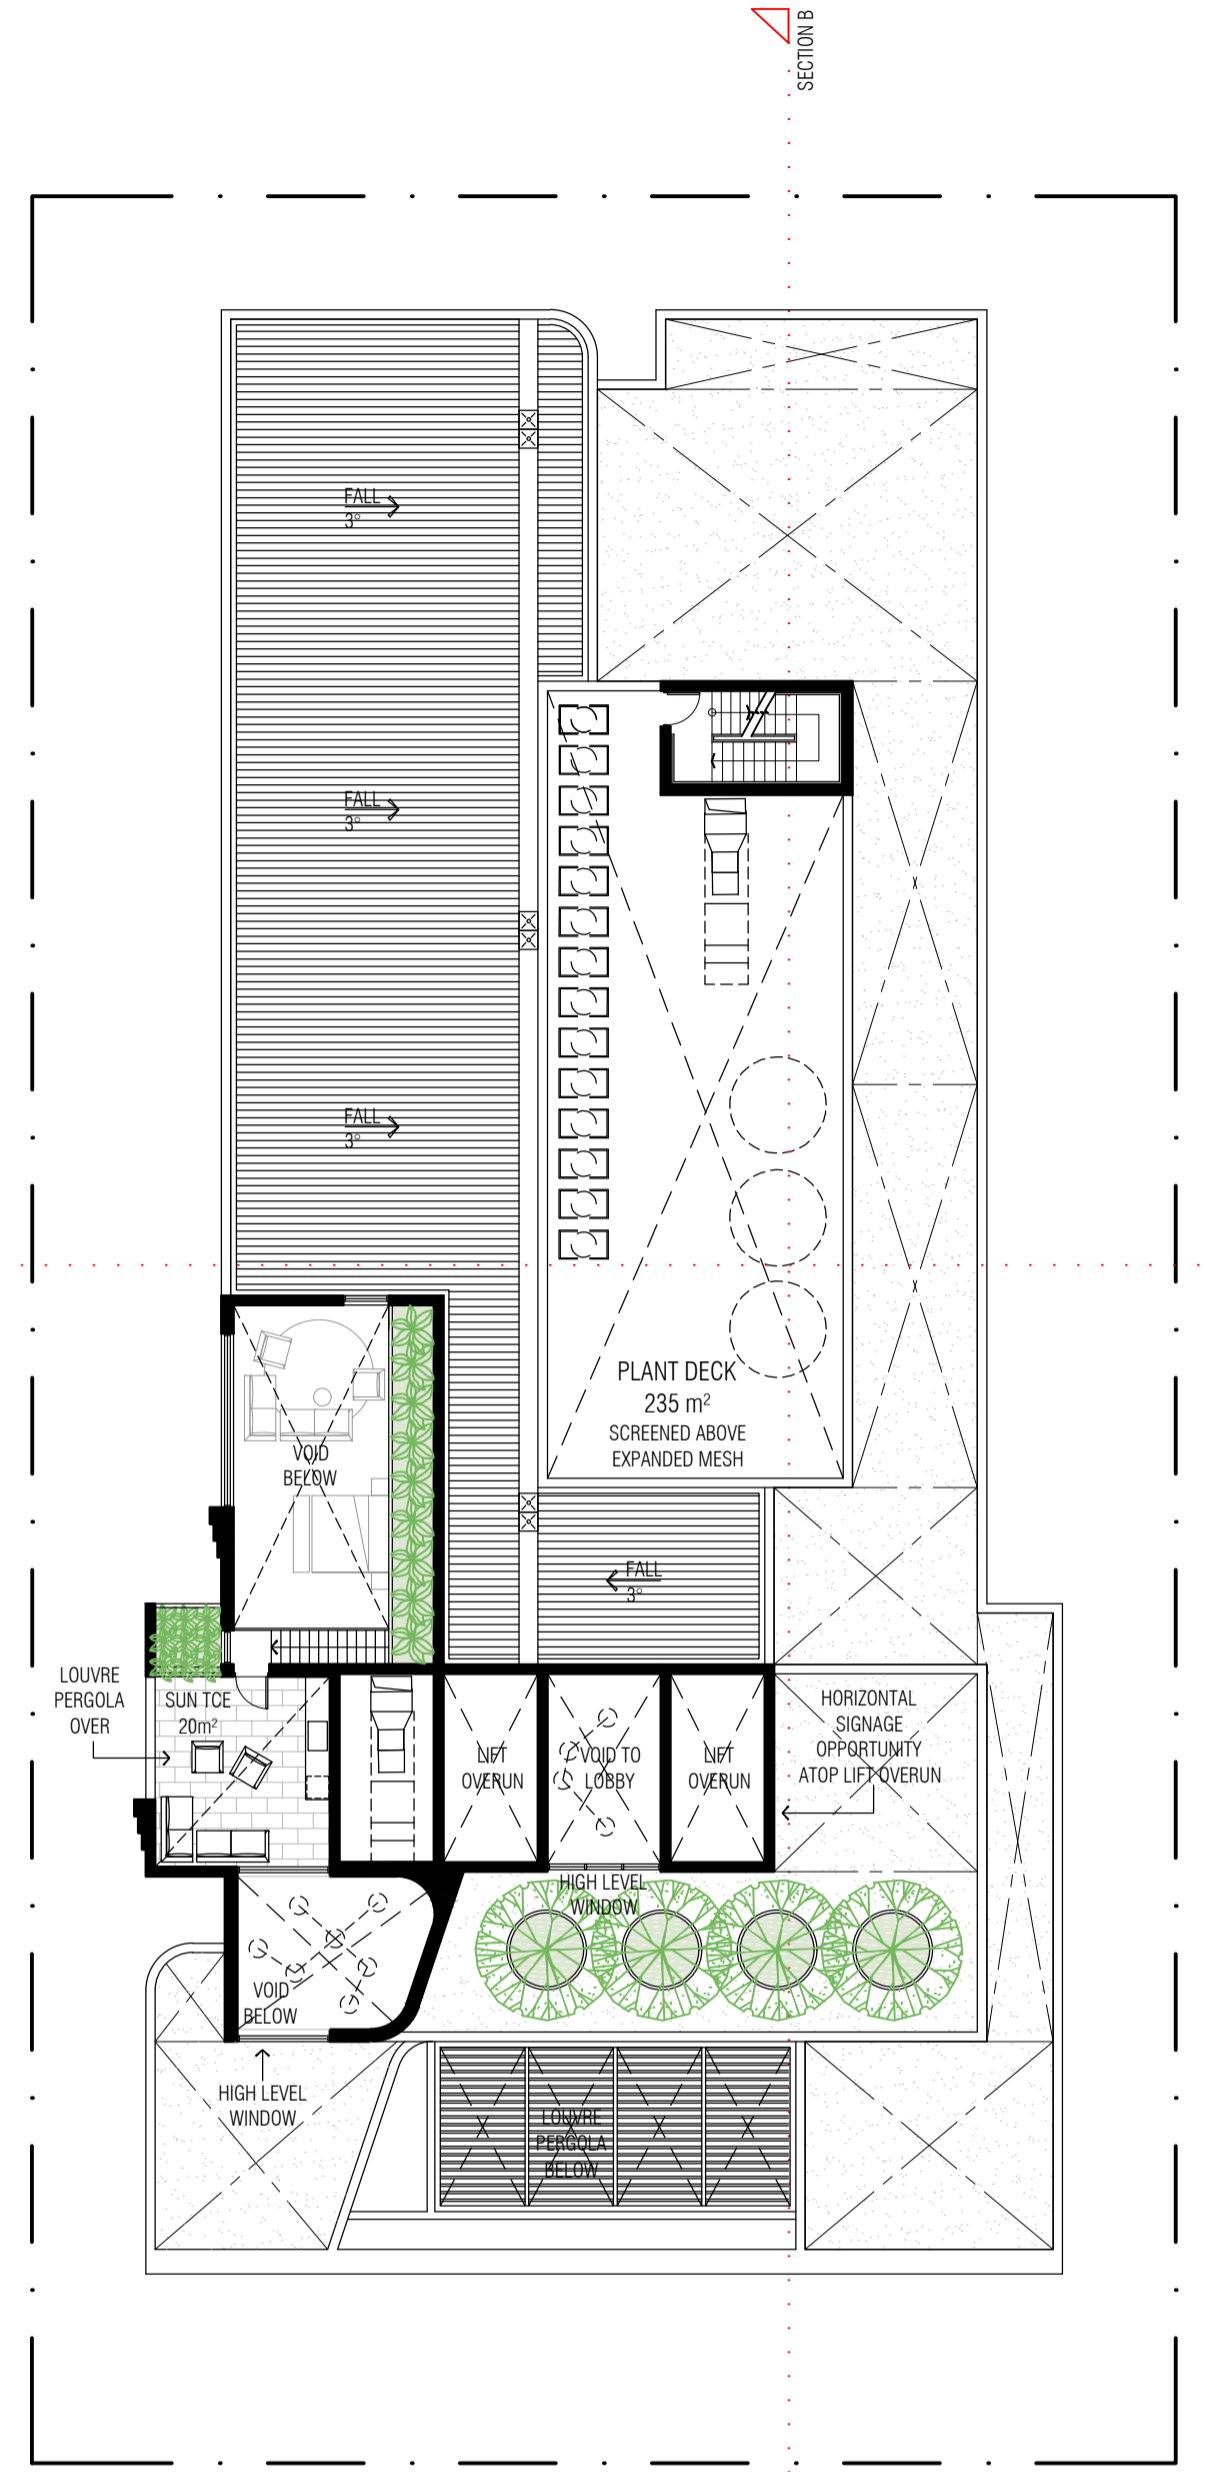 SECTION B
FALL
3°
FALL
3°
FALL
3°
PLANT DECK
235 m²
SCREENED ABOVE
EXPANDED MESH
VOID
BELOW
FALL
3°
LOUVRE
PERGOLA
OVER
SUN TCE
20m²
LIFT
OVERUN
VOID TO
LOBBY
LIFT
OVERUN
HORIZONTAL
SIGNAGE
OPPORTUNITY
ATOP LIFT OVERUN
HIGH LEVEL
WINDOW
VOID
BELOW
HIGH LEVEL
WINDOW
LOUVRE
PERGOLA
BELOW